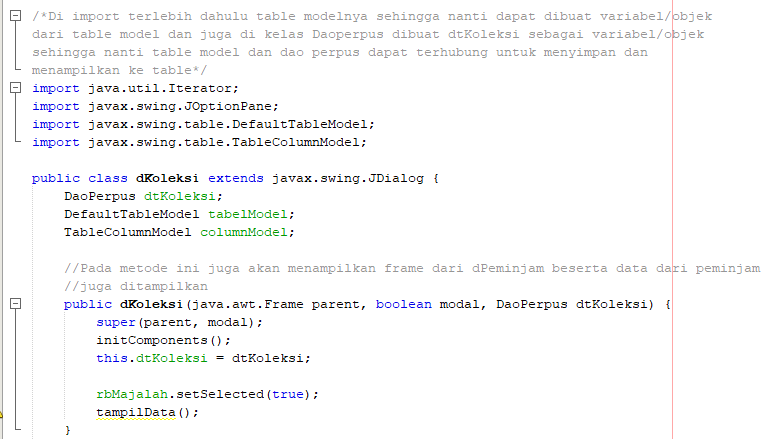 /*Di import terlebih dahulu table modelnya sehingga nanti dapat dibuat variabel/objek
dari table model dan juga di kelas Daoperpus dibuat dtKoleksi sebagai variabel/objek
sehingga nanti table model dan dao perpus dapat terhubung untuk menyimpan dan
menampilkan ke table*/
import java.util.Iterator;
import javax.swing.JOptionPane;
import javax.swing.table.DefaultTableModel;
import javax.swing.table.TableColumnModel;

public class dKoleksi extends javax.swing.JDialog {
    DaoPerpus dtKoleksi;
    DefaultTableModel tabelModel;
    TableColumnModel columnModel;

    //Pada metode ini juga akan menampilkan frame dari dPeminjam beserta data dari peminjam
    //juga ditampilkan
    public dKoleksi(java.awt.Frame parent, boolean modal, DaoPerpus dtKoleksi) {
        super(parent, modal);
        initComponents();
        this.dtKoleksi = dtKoleksi;

        rbMajalah.setSelected(true);
        tampilData();
    }